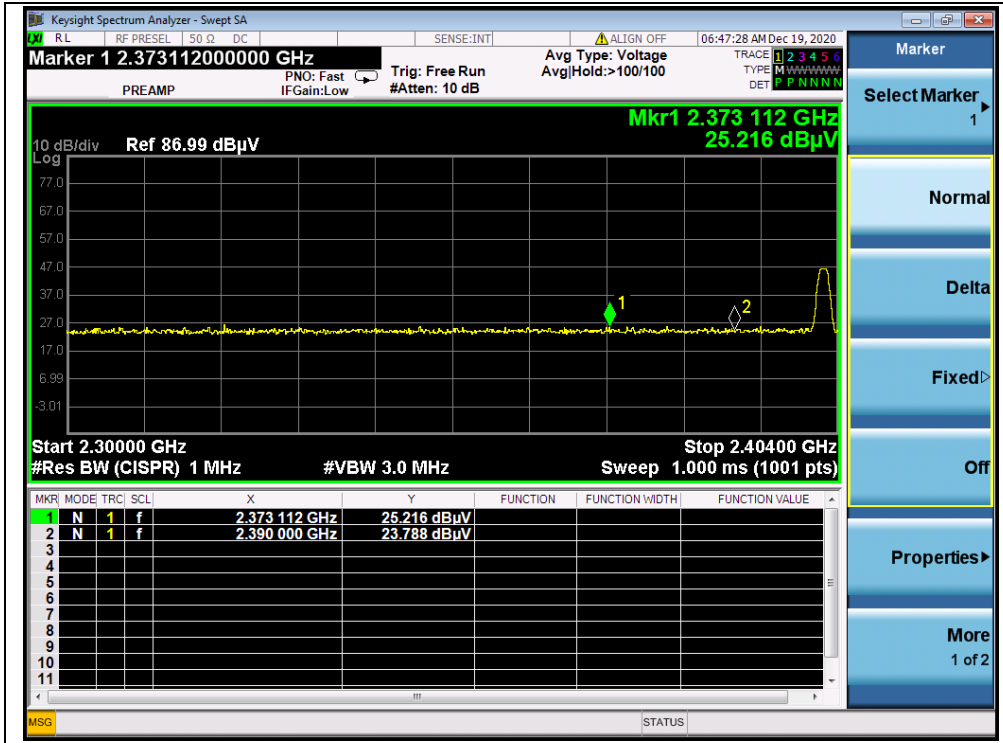 Keysight Spectrum Analyzer - Swept SA
LXI RL RF PRESEL 50 Ω DC SENSE:INT ALIGN OFF 06:47:28 AM Dec 19, 2020
Marker 1 2.373112000000 GHz
PREAMP
PNO: Fast
IFGain:Low
Trig: Free Run
#Atten: 10 dB
Avg Type: Voltage
Avg|Hold:>100/100
TRACE 1 2 3 4 5 6
TYPE M W W W W W
DET P P N N N N
Mkr1 2.373 112 GHz
25.216 dBµV
10 dB/div Ref 86.99 dBµV
Log
77.0
67.0
57.0
47.0
37.0
27.0
17.0
6.99
-3.01
1
2
Start 2.30000 GHz Stop 2.40400 GHz
#Res BW (CISPR) 1 MHz #VBW 3.0 MHz Sweep 1.000 ms (1001 pts)
MKR MODE TRC SCL X Y FUNCTION FUNCTION WIDTH FUNCTION VALUE
1 N 1 f 2.373 112 GHz 25.216 dBµV
2 N 1 f 2.390 000 GHz 23.788 dBµV
3
4
5
6
7
8
9
10
11
MSG STATUS
Marker
Select Marker
1
Normal
Delta
Fixed
Off
Properties
More
1 of 2